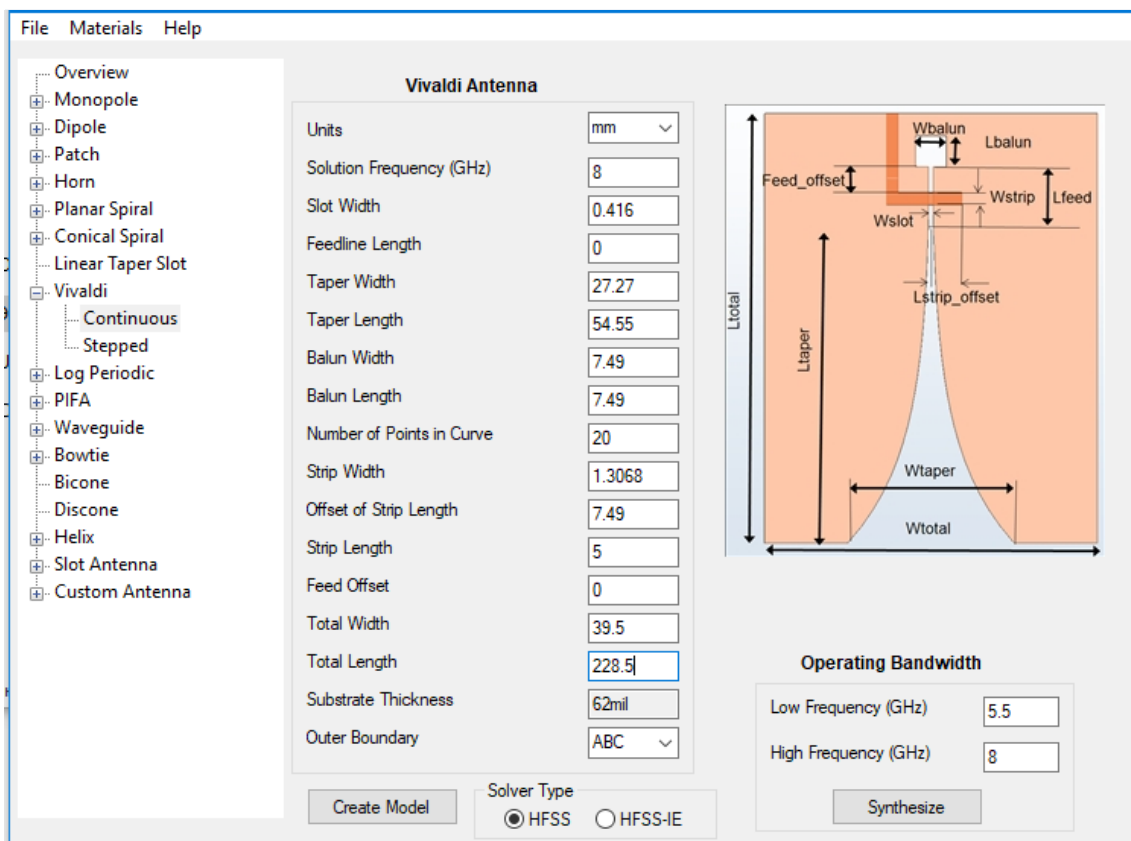 File Materials Help
Overview
Monopole
Dipole
Patch
Horn
Planar Spiral
Conical Spiral
Linear Taper Slot
Vivaldi
Continuous
Stepped
Log Periodic
PIFA
Waveguide
Bowtie
Bicone
Discone
Helix
Slot Antenna
Custom Antenna
Vivaldi Antenna
Units mm
Solution Frequency (GHz) 8
Slot Width 0.416
Feedline Length 0
Taper Width 27.27
Taper Length 54.55
Balun Width 7.49
Balun Length 7.49
Number of Points in Curve 20
Strip Width 1.3068
Offset of Strip Length 7.49
Strip Length 5
Feed Offset 0
Total Width 39.5
Total Length 228.5
Substrate Thickness 62mil
Outer Boundary ABC
Create Model
Solver Type
HFSS HFSS-IE
Wbalun
Lbalun
Feed_offset
Wstrip
Lfeed
Wslot
Lstrip_offset
Ltotal
Ltaper
Wtaper
Wtotal
Operating Bandwidth
Low Frequency (GHz) 5.5
High Frequency (GHz) 8
Synthesize